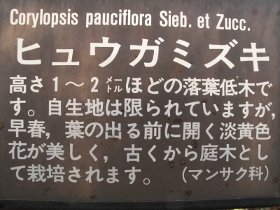 Corylopsis pauciflora Sieb. et Zucc.
ヒュウガミズキ
高さ1～2㍍ほどの落葉低木で
す。自生地は限られていますが,
早春，葉の出る前に開く淡黄色
花が美しく，古くから庭木とし
て栽培されます。（マンサク科）